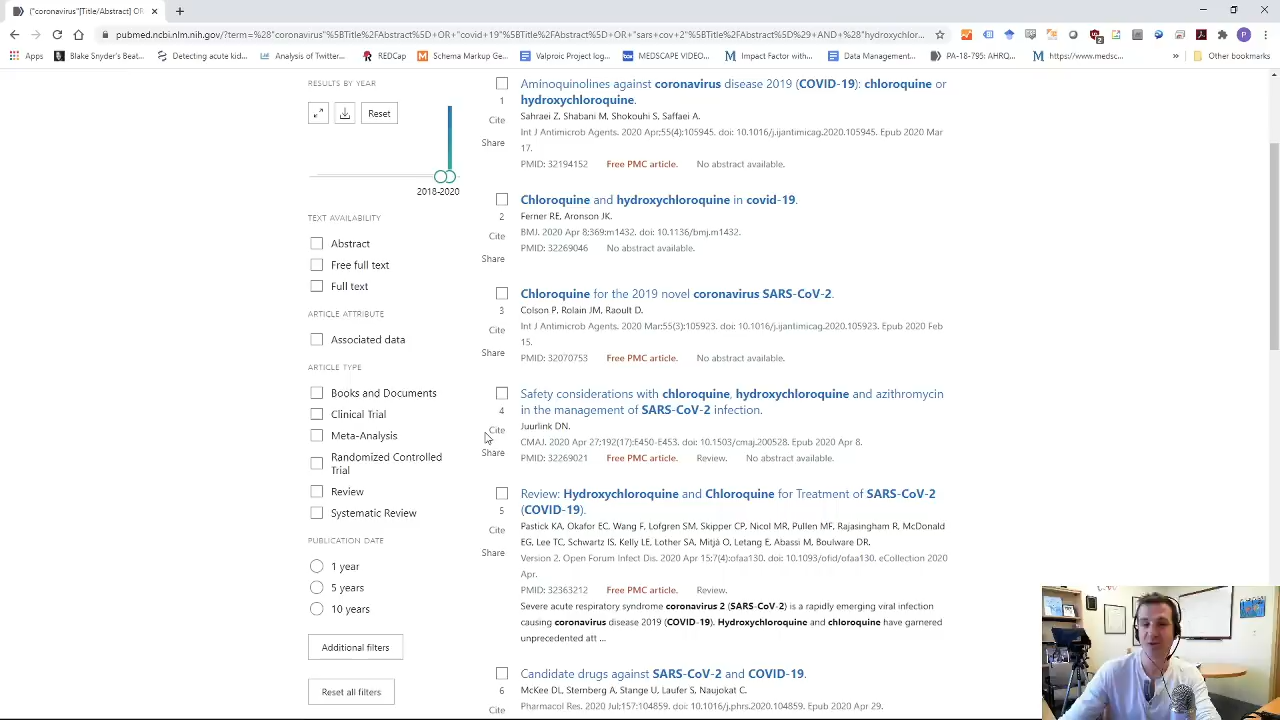 ("coronavirus"[Title/Abstract] OR
pubmed.ncbi.nlm.nih.gov/?term=%28"coronavirus"%5BTitle%2FAbstract%5D+OR+"covid 19"%5BTitle%2FAbstract%5D+OR+"sars cov 2"%5BTitle%2FAbstract%5D%29+AND+%28"hydroxychlor...
Apps
Blake Snyder's Beat...
Detecting acute kid...
Analysis of Twitter...
REDCap
Schema Markup Ge...
Valproic Project log...
MEDSCAPE VIDEO...
Impact Factor with...
Data Management...
PA-18-795: AHRQ...
https://www.medsc...
»
Other bookmarks
RESULTS BY YEAR
Reset
2018-2020
TEXT AVAILABILITY
Abstract
Free full text
Full text
ARTICLE ATTRIBUTE
Associated data
ARTICLE TYPE
Books and Documents
Clinical Trial
Meta-Analysis
Randomized Controlled
Trial
Review
Systematic Review
PUBLICATION DATE
1 year
5 years
10 years
Additional filters
Reset all filters
1
Cite
Share
Aminoquinolines against coronavirus disease 2019 (COVID-19): chloroquine or
hydroxychloroquine.
Sahraei Z, Shabani M, Shokouhi S, Saffaei A.
Int J Antimicrob Agents. 2020 Apr;55(4):105945. doi: 10.1016/j.ijantimicag.2020.105945. Epub 2020 Mar
17.
PMID: 32194152 Free PMC article. No abstract available.
2
Cite
Share
Chloroquine and hydroxychloroquine in covid-19.
Ferner RE, Aronson JK.
BMJ. 2020 Apr 8;369:m1432. doi: 10.1136/bmj.m1432.
PMID: 32269046 No abstract available.
3
Cite
Share
Chloroquine for the 2019 novel coronavirus SARS-CoV-2.
Colson P, Rolain JM, Raoult D.
Int J Antimicrob Agents. 2020 Mar;55(3):105923. doi: 10.1016/j.ijantimicag.2020.105923. Epub 2020 Feb
15.
PMID: 32070753 Free PMC article. No abstract available.
4
Cite
Share
Safety considerations with chloroquine, hydroxychloroquine and azithromycin
in the management of SARS-CoV-2 infection.
Juurlink DN.
CMAJ. 2020 Apr 27;192(17):E450-E453. doi: 10.1503/cmaj.200528. Epub 2020 Apr 8.
PMID: 32269021 Free PMC article. Review. No abstract available.
5
Cite
Share
Review: Hydroxychloroquine and Chloroquine for Treatment of SARS-CoV-2
(COVID-19).
Pastick KA, Okafor EC, Wang F, Lofgren SM, Skipper CP, Nicol MR, Pullen MF, Rajasingham R, McDonald
EG, Lee TC, Schwartz IS, Kelly LE, Lother SA, Mitjà O, Letang E, Abassi M, Boulware DR.
Version 2. Open Forum Infect Dis. 2020 Apr 15;7(4):ofaa130. doi: 10.1093/ofid/ofaa130. eCollection 2020
Apr.
PMID: 32363212 Free PMC article. Review.
Severe acute respiratory syndrome coronavirus 2 (SARS-CoV-2) is a rapidly emerging viral infection
causing coronavirus disease 2019 (COVID-19). Hydroxychloroquine and chloroquine have garnered
unprecedented att ...
6
Cite
Candidate drugs against SARS-CoV-2 and COVID-19.
McKee DL, Sternberg A, Stange U, Laufer S, Naujokat C.
Pharmacol Res. 2020 Jul;157:104859. doi: 10.1016/j.phrs.2020.104859. Epub 2020 Apr 29.